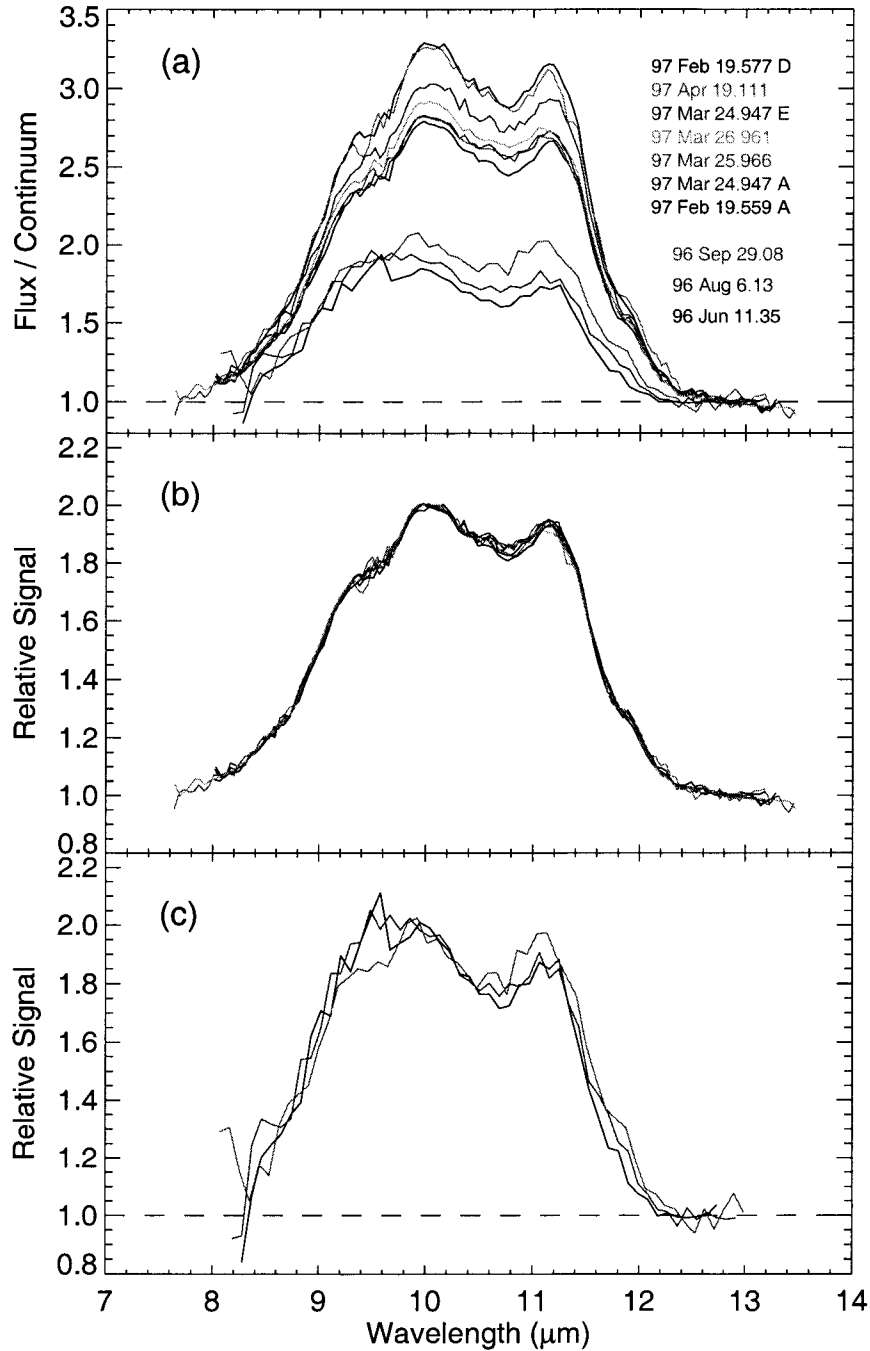 3.5
3.0
2.5
2.0
1.5
1.0
Flux / Continuum
(a)
97 Feb 19.577 D
97 Apr 19.111
97 Mar 24.947 E
97 Mar 26.961
97 Mar 25.966
97 Mar 24.947 A
97 Feb 19.559 A
96 Sep 29.08
96 Aug 6.13
96 Jun 11.35
2.2
2.0
1.8
1.6
1.4
1.2
1.0
0.8
Relative Signal
(b)
2.2
2.0
1.8
1.6
1.4
1.2
1.0
0.8
Relative Signal
(c)
7 8 9 10 11 12 13 14
Wavelength (μm)